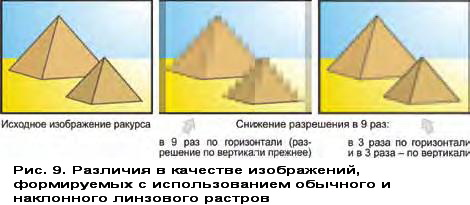 Исходное изображение ракурса
Снижение разрешения в 9 раз:
в 9 раз по горизонтали (раз-
решение по вертикали прежнее)
в 3 раза по горизонтали
и в 3 раза – по вертикали
Рис. 9. Различия в качестве изображений,
формируемых с использованием обычного и
наклонного линзового растров